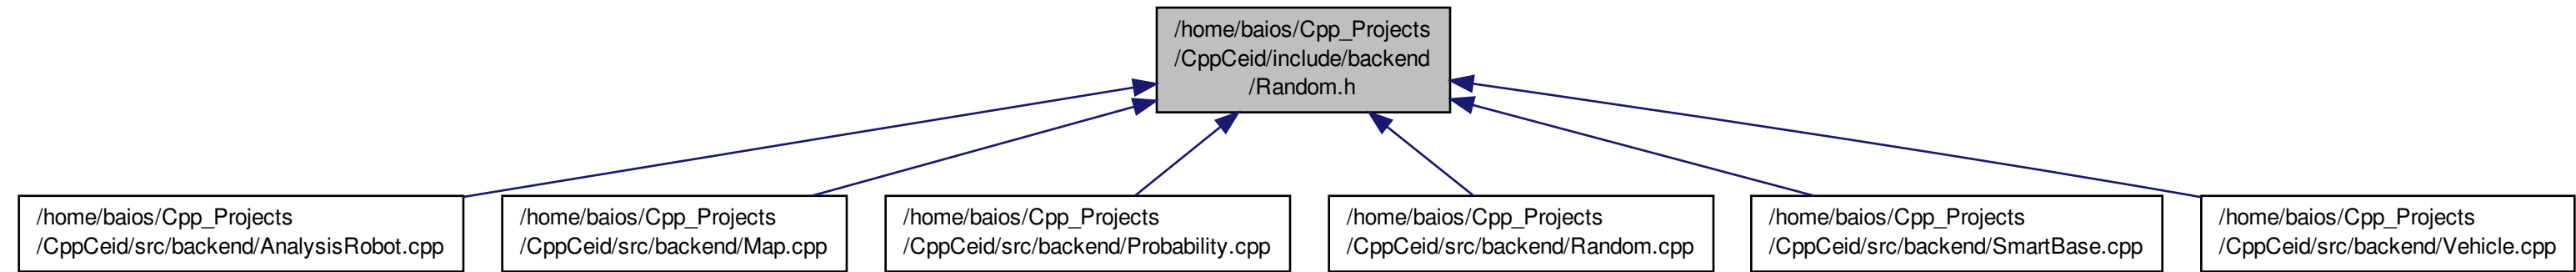 /home/baios/Cpp_Projects
/CppCeid/include/backend
/Random.h
/home/baios/Cpp_Projects
/CppCeid/src/backend/AnalysisRobot.cpp
/home/baios/Cpp_Projects
/CppCeid/src/backend/Map.cpp
/home/baios/Cpp_Projects
/CppCeid/src/backend/Probability.cpp
/home/baios/Cpp_Projects
/CppCeid/src/backend/Random.cpp
/home/baios/Cpp_Projects
/CppCeid/src/backend/SmartBase.cpp
/home/baios/Cpp_Projects
/CppCeid/src/backend/Vehicle.cpp